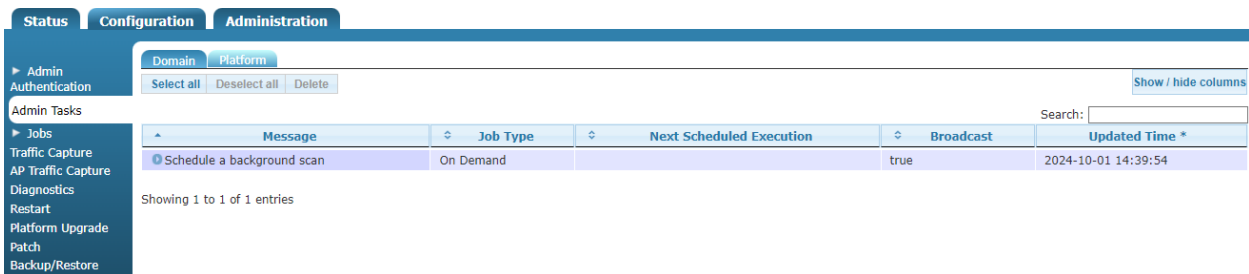 Status Configuration Administration
Domain Platform
Admin
Authentication
Select all Deselect all Delete
Show / hide columns
Admin Tasks
Search:
Jobs
Message Job Type Next Scheduled Execution Broadcast Updated Time *
Traffic Capture
Schedule a background scan On Demand true 2024-10-01 14:39:54
AP Traffic Capture
Diagnostics
Showing 1 to 1 of 1 entries
Restart
Platform Upgrade
Patch
Backup/Restore